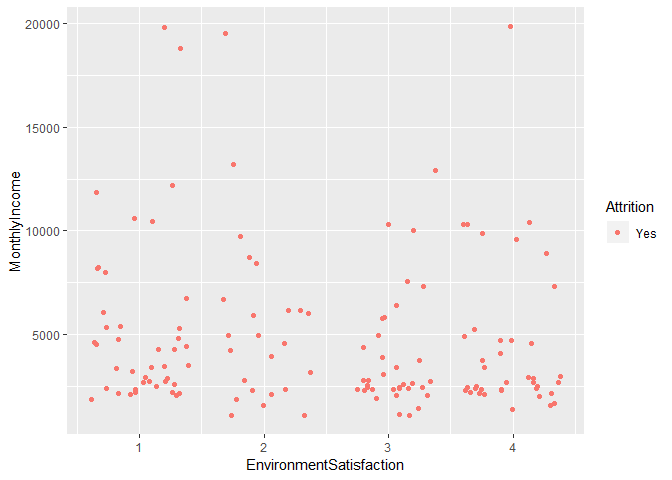 20000
15000
10000
5000
MonthlyIncome
1 2 3 4
EnvironmentSatisfaction
Attrition
Yes